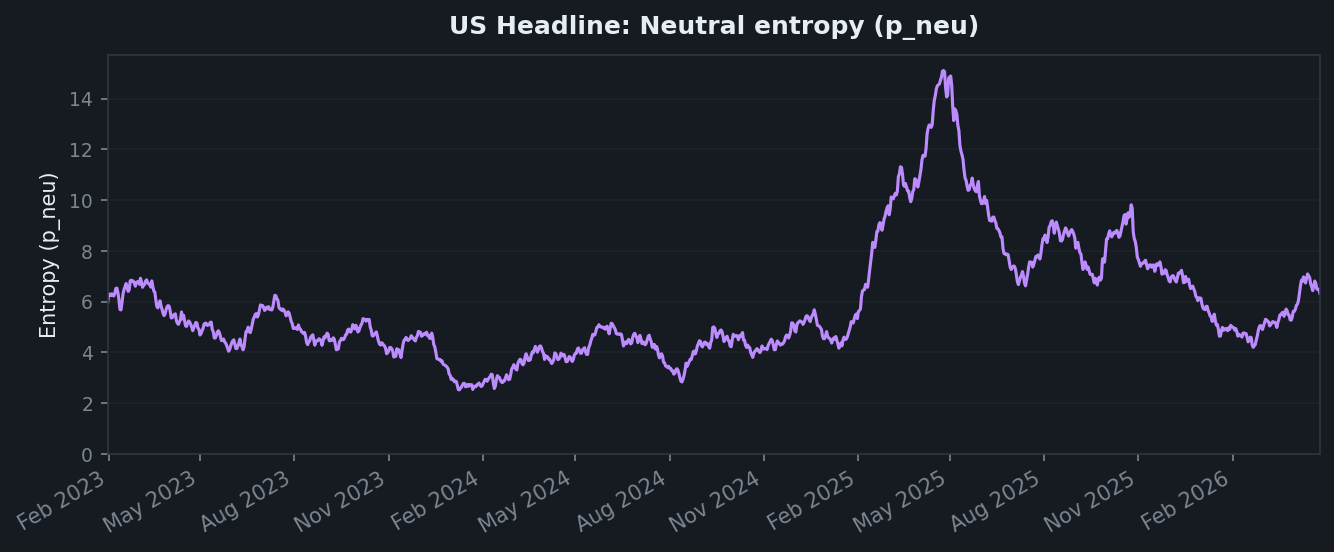 US Headline: Neutral entropy (p_neu)
Entropy (p_neu)
14
12
10
8
6
4
2
0
Feb 2023
May 2023
Aug 2023
Nov 2023
Feb 2024
May 2024
Aug 2024
Nov 2024
Feb 2025
May 2025
Aug 2025
Nov 2025
Feb 2026